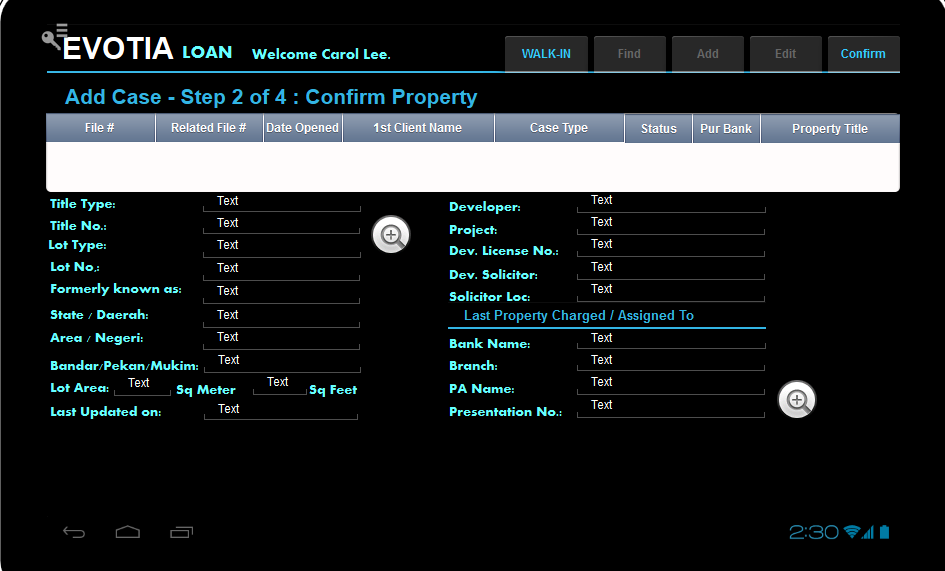 EVOTIA LOAN Welcome Carol Lee. WALK-IN Find Add Edit Confirm
Add Case - Step 2 of 4 : Confirm Property
File # Related File # Date Opened 1st Client Name Case Type Status Pur Bank Property Title
Title Type: Text
Title No.: Text
Lot Type: Text
Lot No,: Text
Formerly known as: Text
State / Daerah: Text
Area / Negeri: Text
Bandar/Pekan/Mukim: Text
Lot Area: Text Sq Meter Text Sq Feet
Last Updated on: Text
Developer: Text
Project: Text
Dev. License No.: Text
Dev. Solicitor: Text
Solicitor Loc: Text
Last Property Charged / Assigned To
Bank Name: Text
Branch: Text
PA Name: Text
Presentation No.: Text
2:30